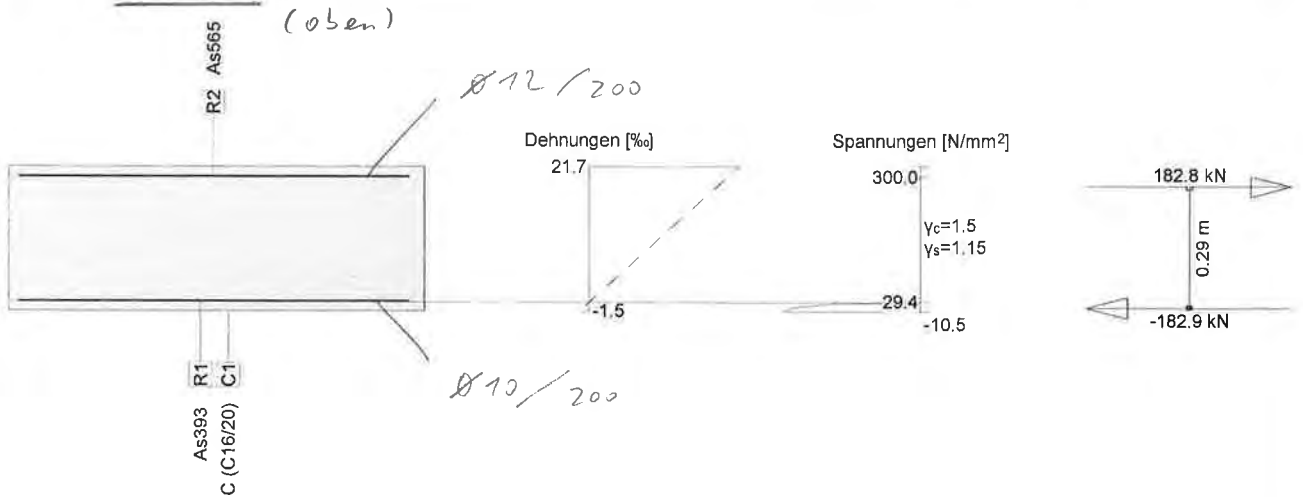 (oben)
R2 As565
Ø12 / 200
Dehnungen [‰]
21.7
-1.5
Spannungen [N/mm²]
300.0
γc=1.5
γs=1.15
29.4
-10.5
182.8 kN
0.29 m
-182.9 kN
As393 R1
C (C16/20) C1
Ø10 / 200